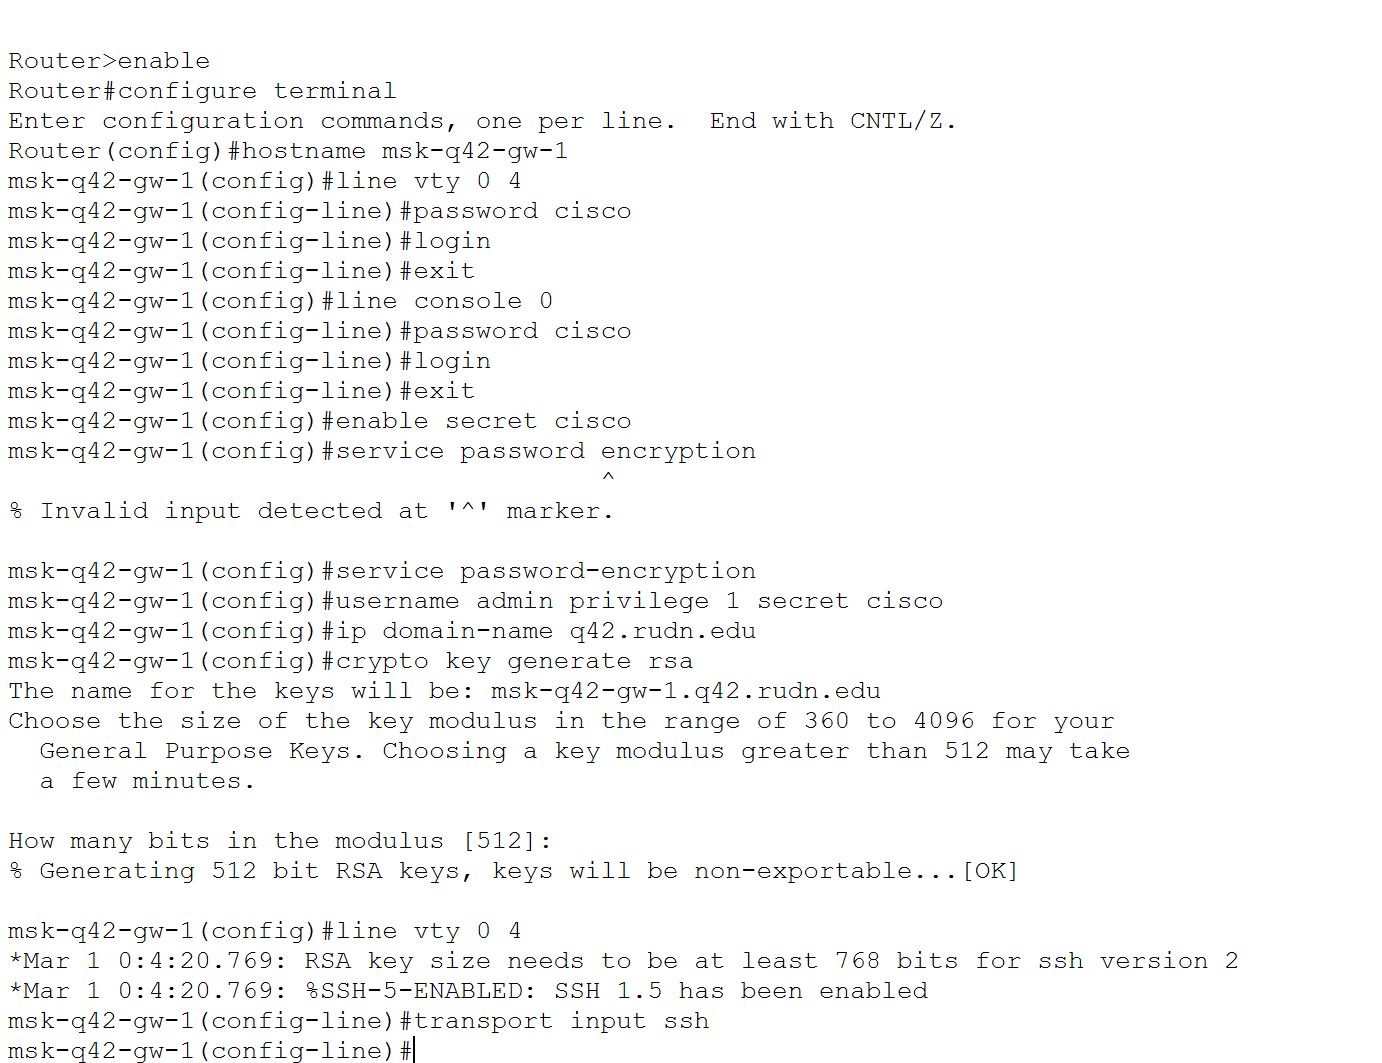 Router>enable
Router#configure terminal
Enter configuration commands, one per line.  End with CNTL/Z.
Router(config)#hostname msk-q42-gw-1
msk-q42-gw-1(config)#line vty 0 4
msk-q42-gw-1(config-line)#password cisco
msk-q42-gw-1(config-line)#login
msk-q42-gw-1(config-line)#exit
msk-q42-gw-1(config)#line console 0
msk-q42-gw-1(config-line)#password cisco
msk-q42-gw-1(config-line)#login
msk-q42-gw-1(config-line)#exit
msk-q42-gw-1(config)#enable secret cisco
msk-q42-gw-1(config)#service password encryption
                                      ^
% Invalid input detected at '^' marker.

msk-q42-gw-1(config)#service password-encryption
msk-q42-gw-1(config)#username admin privilege 1 secret cisco
msk-q42-gw-1(config)#ip domain-name q42.rudn.edu
msk-q42-gw-1(config)#crypto key generate rsa
The name for the keys will be: msk-q42-gw-1.q42.rudn.edu
Choose the size of the key modulus in the range of 360 to 4096 for your
  General Purpose Keys. Choosing a key modulus greater than 512 may take
  a few minutes.

How many bits in the modulus [512]:
% Generating 512 bit RSA keys, keys will be non-exportable...[OK]

msk-q42-gw-1(config)#line vty 0 4
*Mar 1 0:4:20.769: RSA key size needs to be at least 768 bits for ssh version 2
*Mar 1 0:4:20.769: %SSH-5-ENABLED: SSH 1.5 has been enabled
msk-q42-gw-1(config-line)#transport input ssh
msk-q42-gw-1(config-line)#